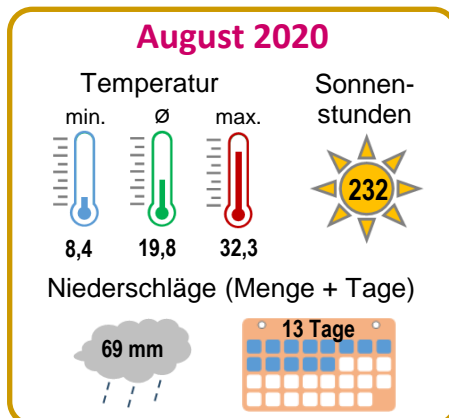 August 2020
Temperatur
min. Ø max.
8,4 19,8 32,3
Sonnen-
stunden
232
Niederschläge (Menge + Tage)
69 mm
13 Tage